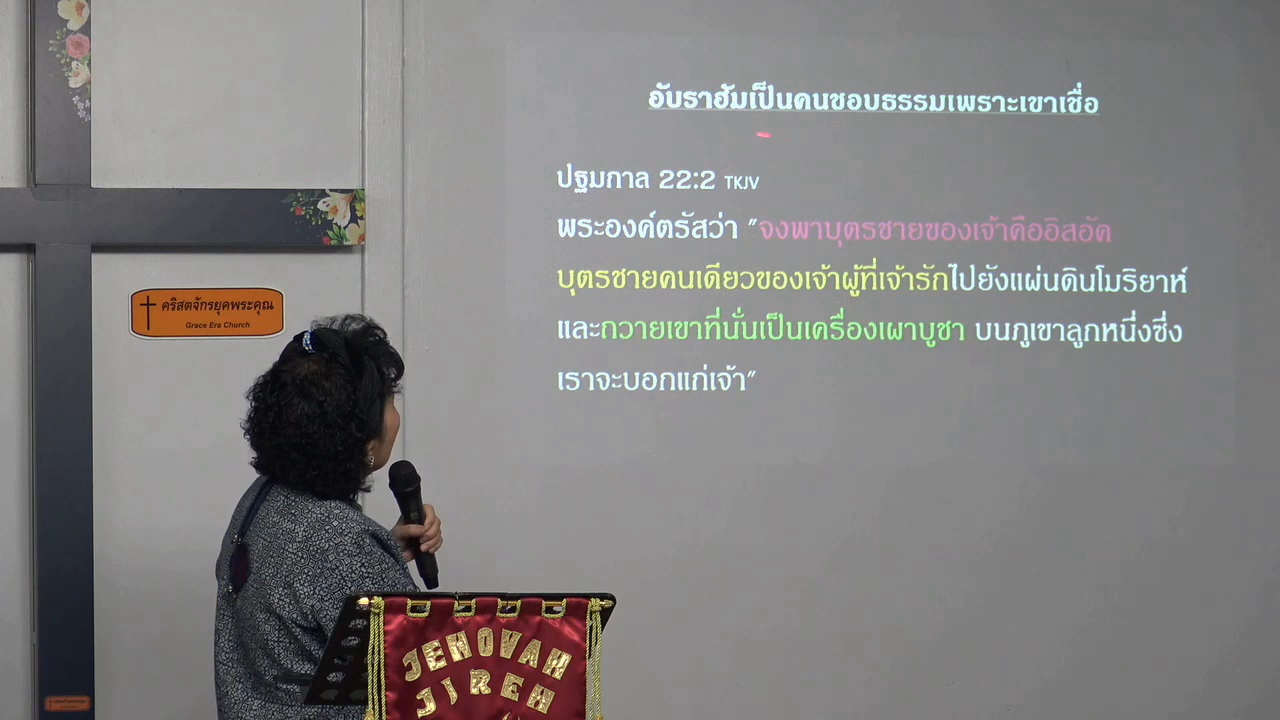 อับราฮัมเป็นคนชอบธรรมเพราะเขาเชื่อ
ปฐมกาล 22:2 TKJV
พระองค์ตรัสว่า "จงพาบุตรชายของเจ้าคืออิสอัค
บุตรชายคนเดียวของเจ้าผู้ที่เจ้ารักไปยังแผ่นดินโมริยาห์
และถวายเขาที่นั่นเป็นเครื่องเผาบูชา บนภูเขาลูกหนึ่งซึ่ง
เราจะบอกแก่เจ้า"
คริสตจักรยุคพระคุณ
Grace Era Church
JEHOVAH
JIREH